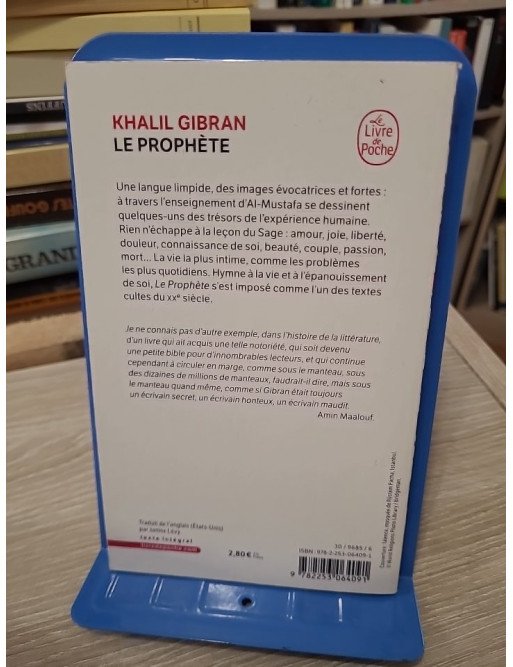 KHALIL GIBRAN
LE PROPHÈTE
Le
Livre
de
Poche
Une langue limpide, des images évocatrices et fortes :
à travers l'enseignement d'Al-Mustafa se dessinent
quelques-uns des trésors de l'expérience humaine.
Rien n'échappe à la leçon du Sage : amour, joie, liberté,
douleur, connaissance de soi, beauté, couple, passion,
mort... La vie la plus intime, comme les problèmes
les plus quotidiens. Hymne à la vie et à l'épanouissement
de soi, Le Prophète s'est imposé comme l'un des textes
cultes du XXe siècle.
Je ne connais pas d'autre exemple, dans l'histoire de la littérature,
d'un livre qui ait acquis une telle notoriété, qui soit devenu
une petite bible pour d'innombrables lecteurs, et qui continue
cependant à circuler en marge, comme sous le manteau, sous
des dizaines de millions de manteaux, faudrait-il dire, mais sous
le manteau quand même, comme si Gibran était toujours
un écrivain secret, un écrivain honteux, un écrivain maudit.
Amin Maalouf.
Traduit de l'anglais (États-Unis)
par Janine Lévy.
texte intégral
2,80 €
30 / 9685 / 6
ISBN : 978-2-253-06409-1
9 782253 064091
GRAND